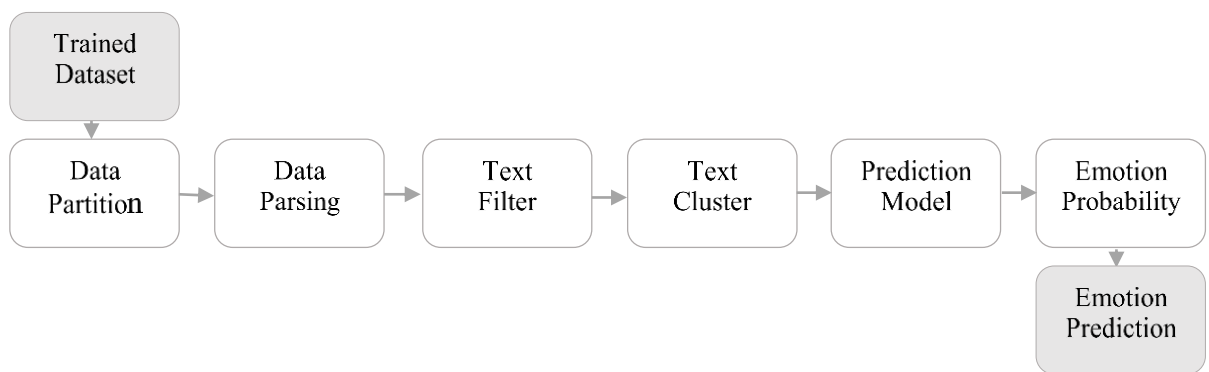 Trained
Dataset
Data
Partition
Data
Parsing
Text
Filter
Text
Cluster
Prediction
Model
Emotion
Probability
Emotion
Prediction